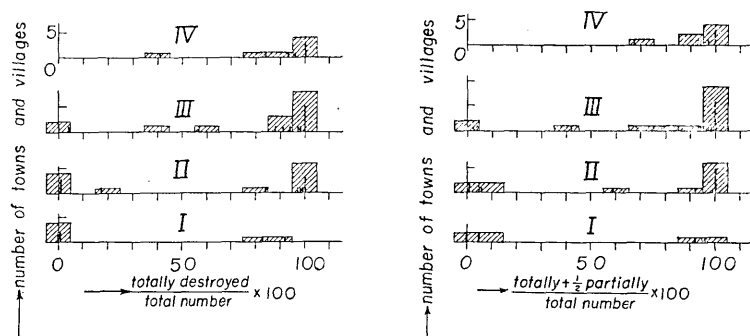 number of towns and villages
5
0
IV
III
II
I
0 50 100
totally destroyed
total number
×100
number of towns and villages
5
0
IV
III
II
I
0 50 100
totally + 1/2 partially
total number
×100